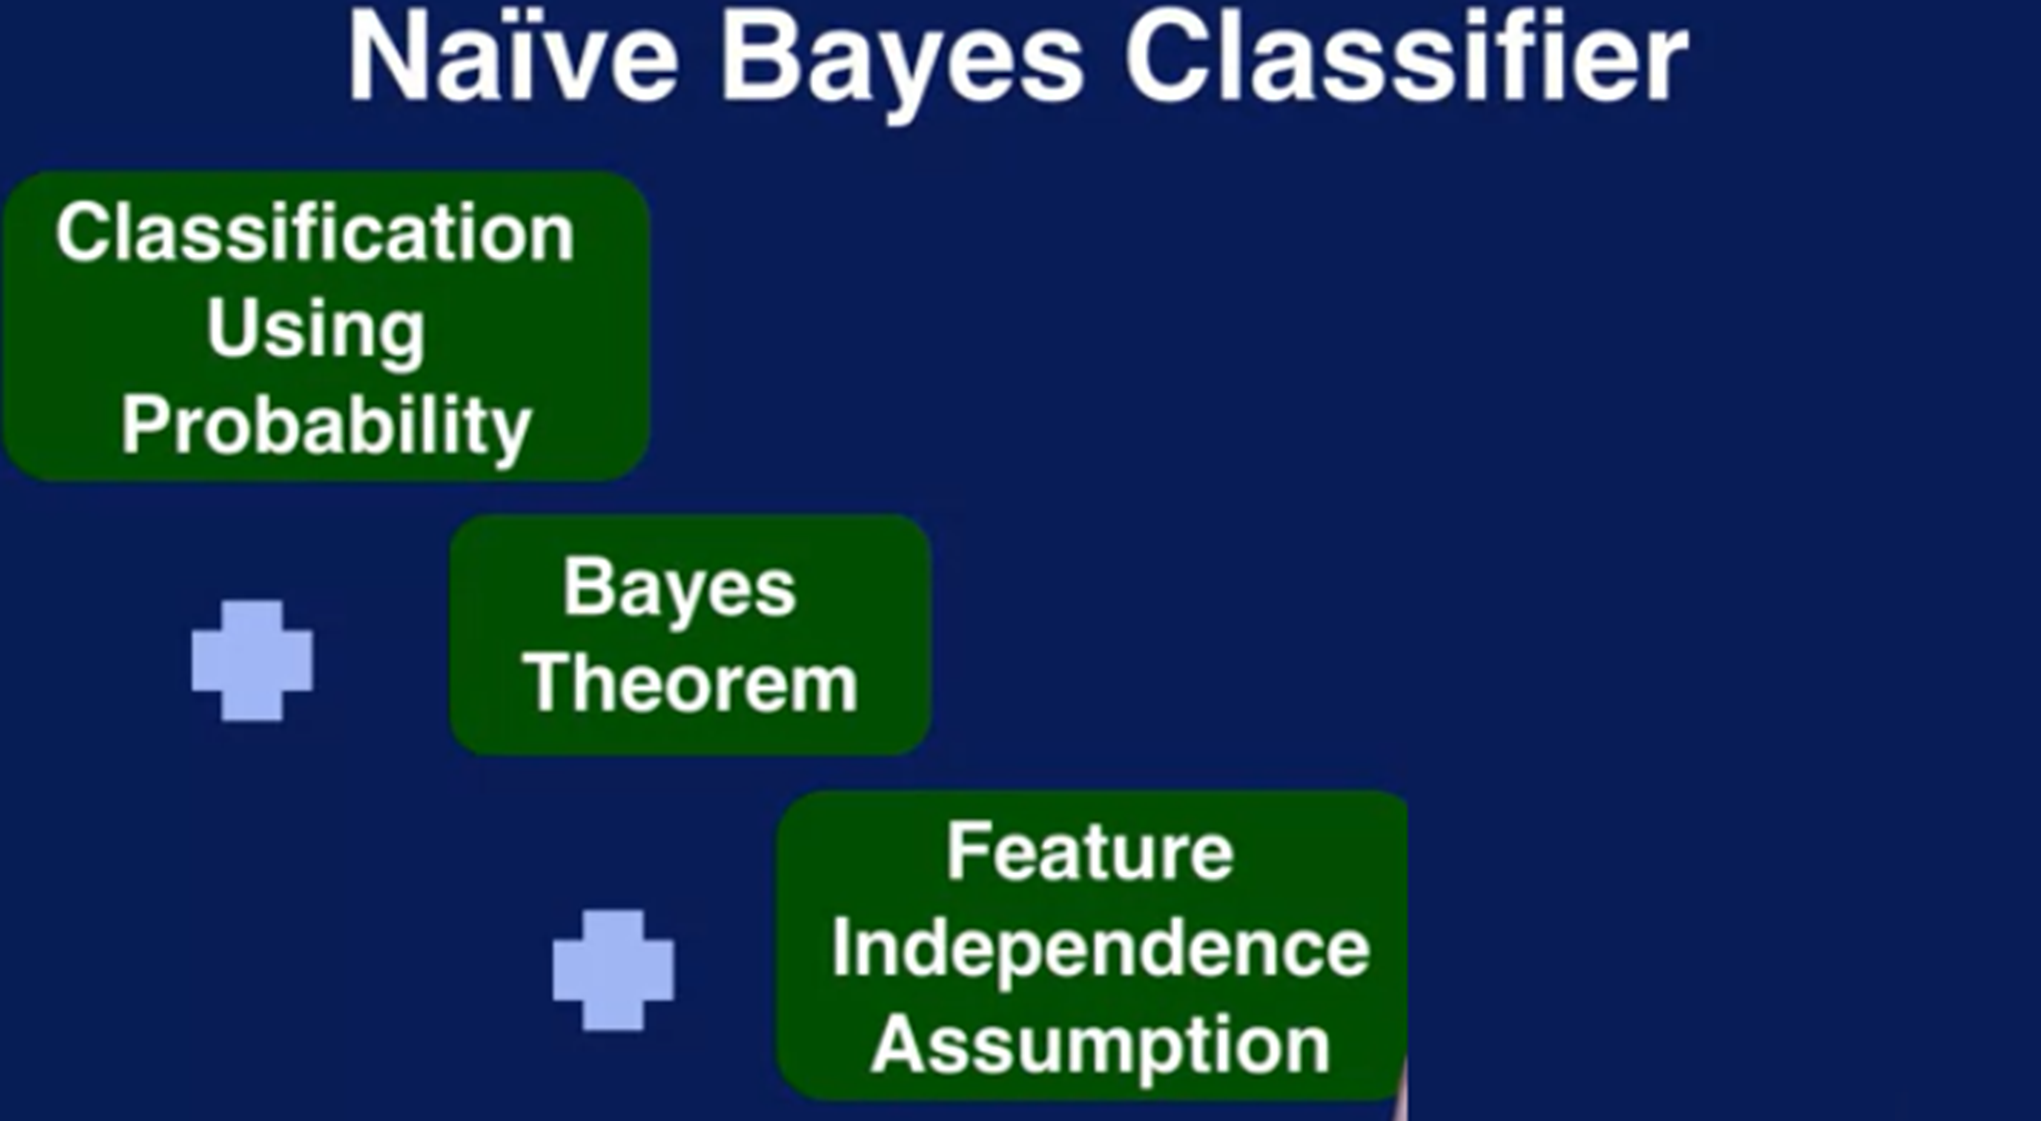 Naïve Bayes Classifier
Classification
Using
Probability
Bayes
Theorem
Feature
Independence
Assumption